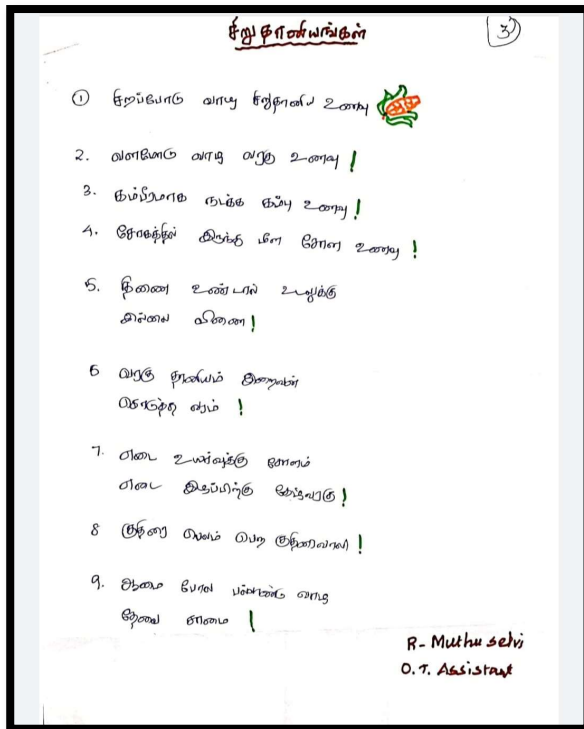 சிறுதானியங்கள்
3
1 சிறப்போடு வாழ சிறுதானிய உணவு
2. வளமோடு வாழ வரகு உணவு !
3. கம்பீரமாக நடக்க கம்பு உணவு !
4. சோகத்தில் இருந்து மீள சோள உணவு !
5. தினை உண்டால் உடலுக்கு
இல்லை வினை !
6 வரகு தானியம் இறைவன்
கொடுத்த வரம் !
7. எடை உயர்வுக்கு சோளம்
எடை இழப்பிற்கு கேழ்வரகு !
8 குதிரை பலம் பெற குதிரைவாலி !
9. ஆமை போல பல்லாண்டு வாழ
தேவை சாமை !
R- Muthu selvi
O.T. Assistant